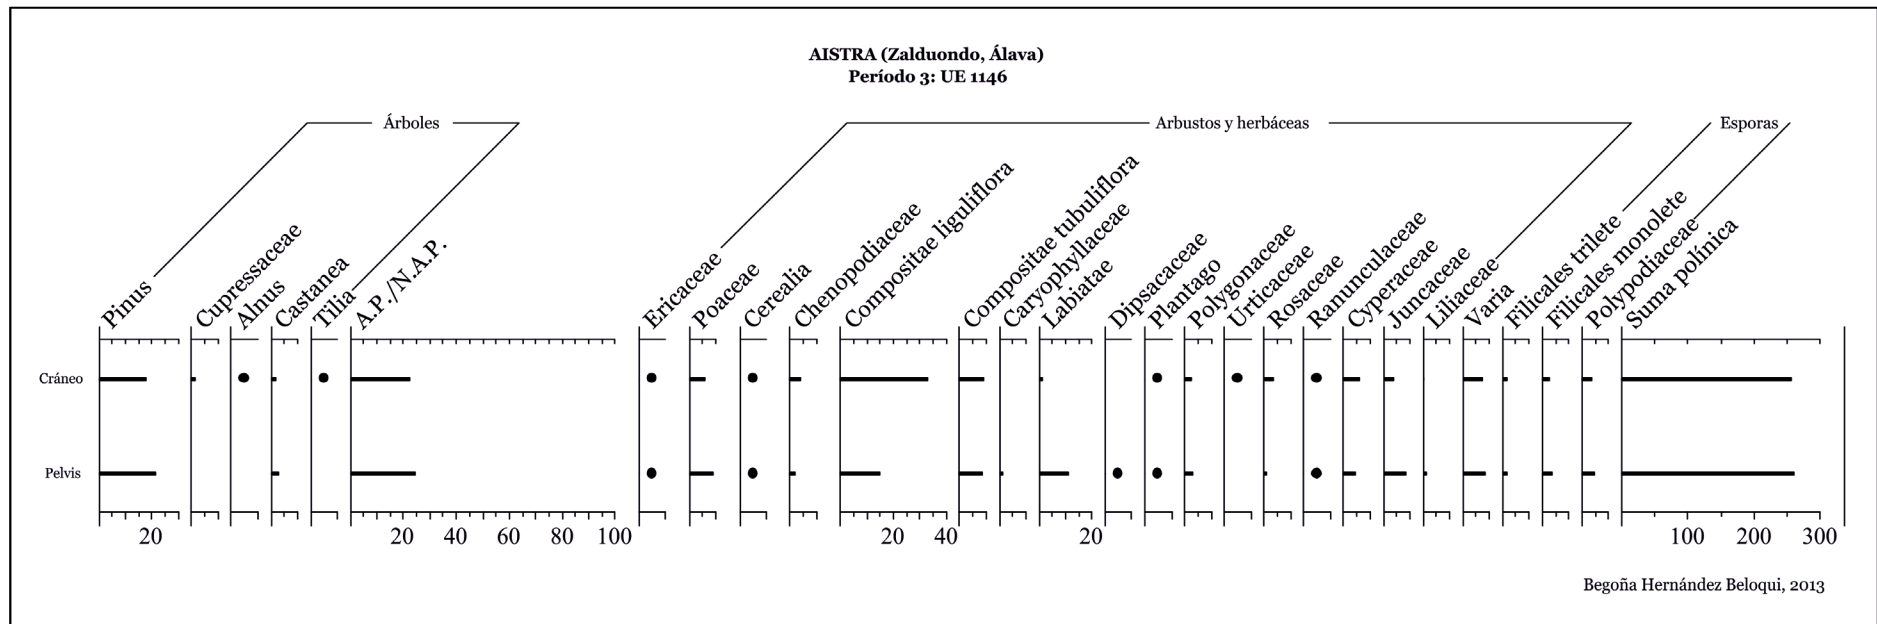 AISTRA (Zalduondo, Álava)
Período 3: UE 1146
Árboles
Arbustos y herbáceas
Esporas
Pinus
Cupressaceae
Alnus
Castanea
Tilia
A.P./N.A.P.
Ericaceae
Poaceae
Cerealia
Chenopodiaceae
Compositae liguliflora
Compositae tubuliflora
Caryophyllaceae
Labiatae
Dipsacaceae
Plantago
Polygonaceae
Urticaceae
Rosaceae
Ranunculaceae
Cyperaceae
Juncaceae
Liliaceae
Varia
Filicales trilete
Filicales monolete
Polypodiaceae
Suma polínica
Cráneo
Pelvis
20 20 40 60 80 100 20 40 20 100 200 300
Begoña Hernández Beloqui, 2013